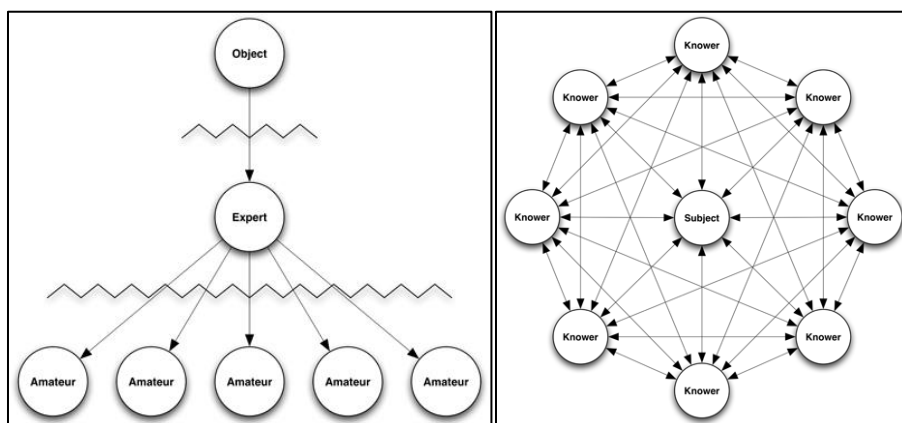 Object
Expert
Amateur Amateur Amateur Amateur Amateur
Knower
Knower Knower
Knower Subject Knower
Knower Knower
Knower